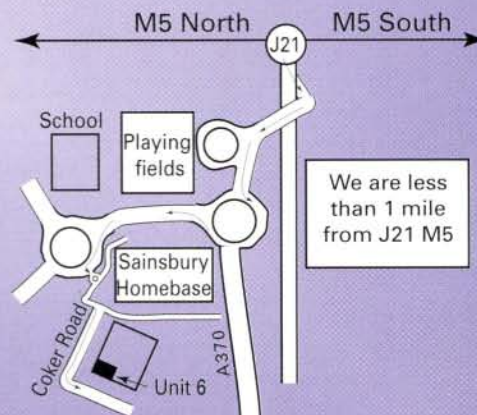 M5 North
M5 South
J21
School
Playing
fields
We are less
than 1 mile
from J21 M5
Sainsbury
Homebase
Coker Road
A370
Unit 6